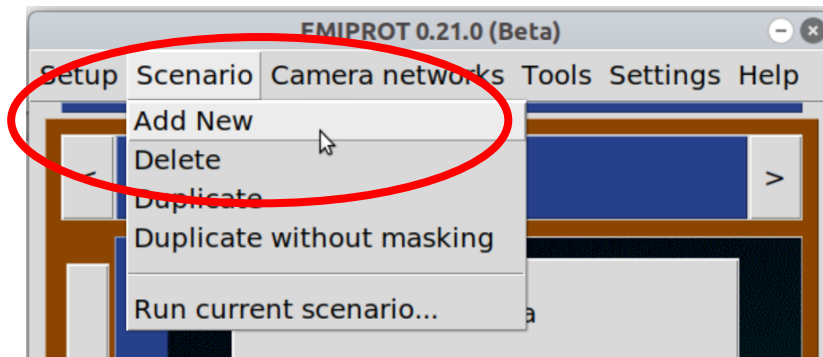 EMIPROT 0.21.0 (Beta)
Setup Scenario Camera networks Tools Settings Help
Add New
Delete
< >
Duplicate
Duplicate without masking
Run current scenario...
a